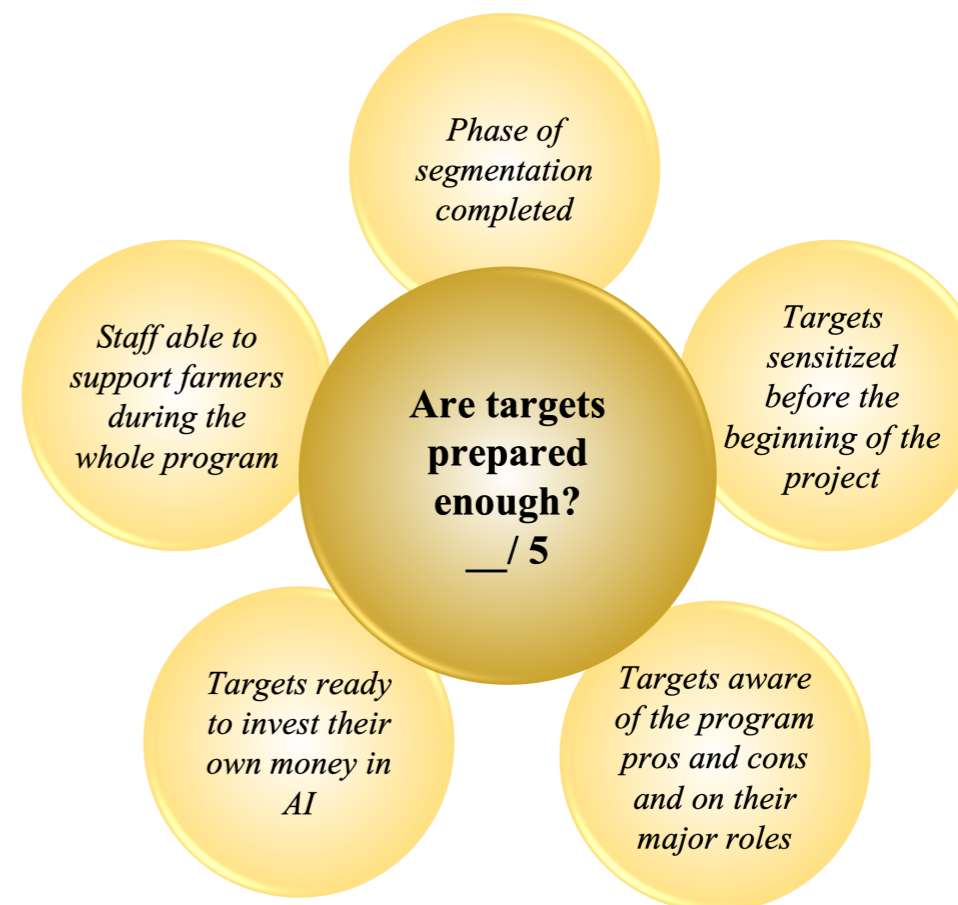 Phase of
segmentation
completed
Staff able to
support farmers
during the
whole program
Are targets
prepared
enough?
__/ 5
Targets
sensitized
before the
beginning of the
project
Targets ready
to invest their
own money in
AI
Targets aware
of the program
pros and cons
and on their
major roles